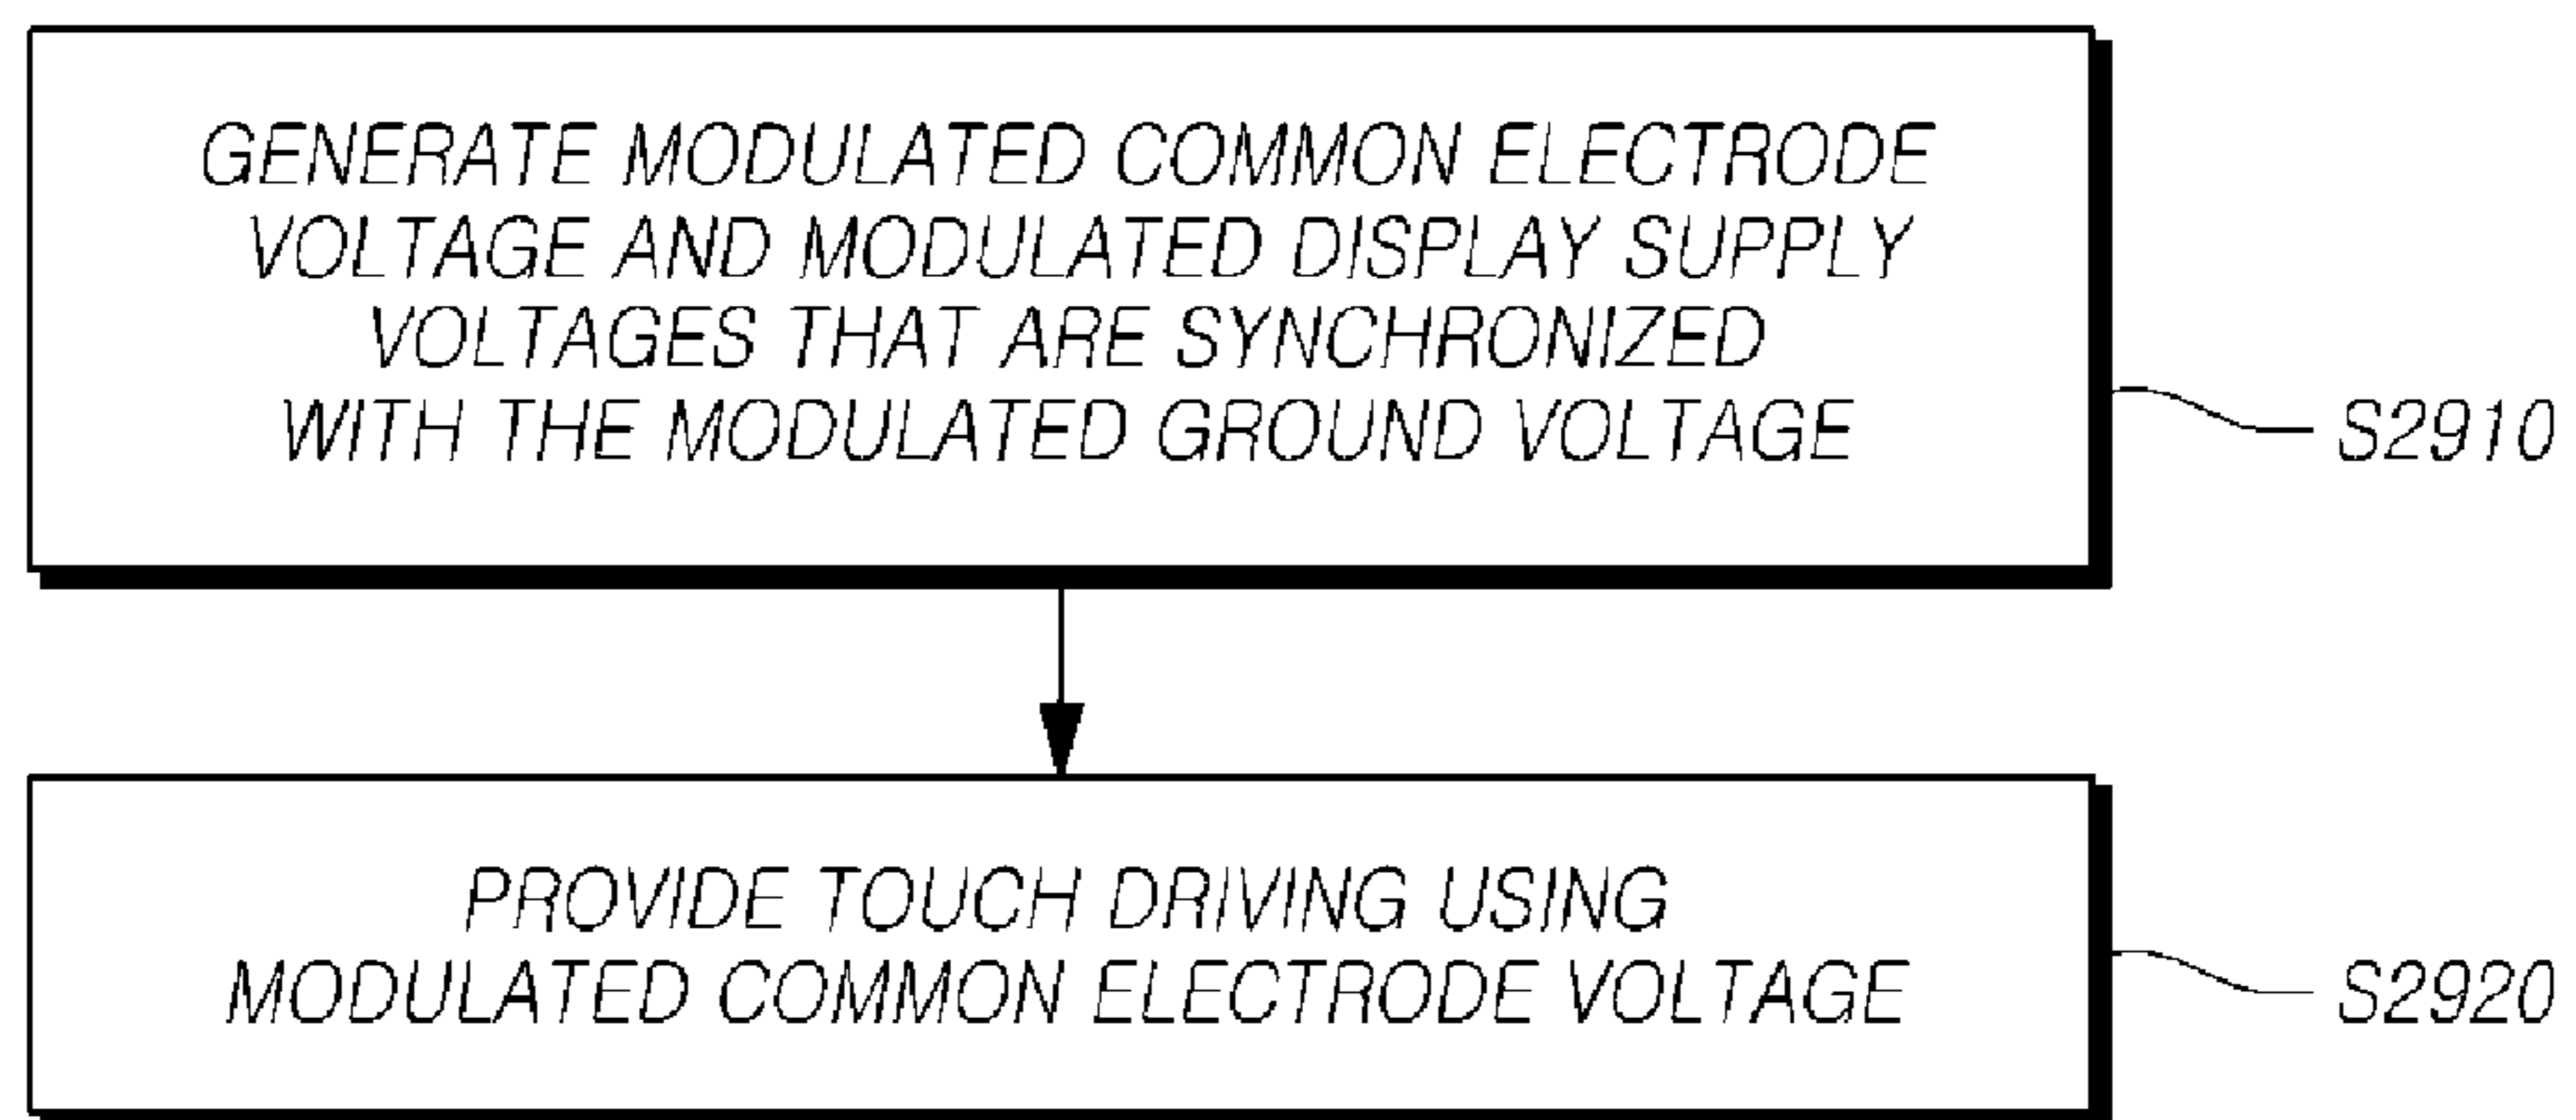 GENERATE MODULATED COMMON ELECTRODE
VOLTAGE AND MODULATED DISPLAY SUPPLY
VOLTAGES THAT ARE SYNCHRONIZED
WITH THE MODULATED GROUND VOLTAGE
S2910
PROVIDE TOUCH DRIVING USING
MODULATED COMMON ELECTRODE VOLTAGE
S2920